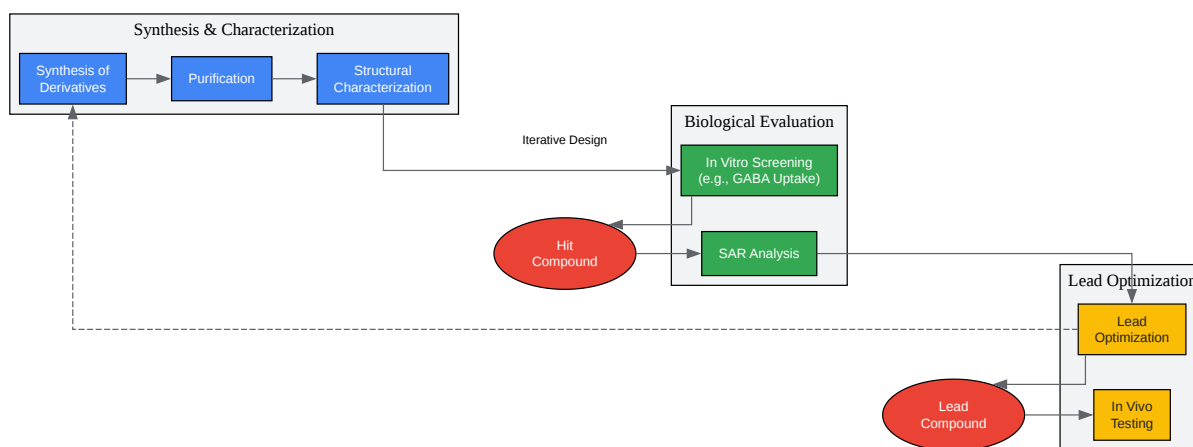 Synthesis & Characterization
Synthesis of
Derivatives
Purification
Structural
Characterization
Iterative Design
Biological Evaluation
In Vitro Screening
(e.g., GABA Uptake)
Hit
Compound
SAR Analysis
Lead Optimization
Lead
Optimization
Lead
Compound
In Vivo
Testing